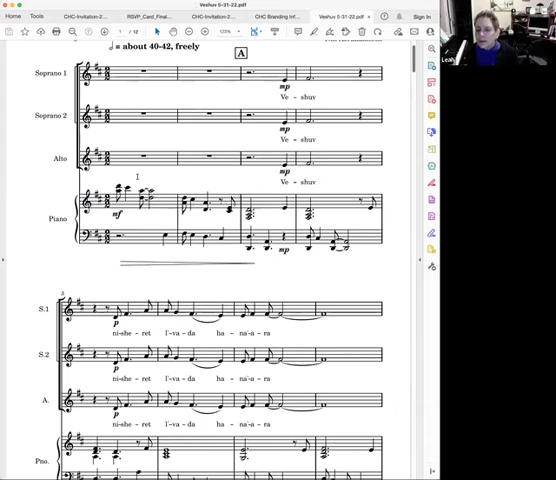 Veshuv 5-31-22.pdf
Home Tools CHC-Invitation-2... RSVP_Card_Final... CHC-Invitation-2... CHC Branding Inf... Veshuv 5-31-22.pdf × Sign In
1 / 12
= about 40-42, freely
A
Soprano 1
mp
Ve - shuv
Soprano 2
mp
Ve - shuv
Alto
mp
Ve - shuv
Piano
mf
mp
5
S.1
p
ni-she - ret l'-va - da ha - na'-a - ra
S.2
p
ni-she - ret l'-va - da ha - na'-a - ra
A.
p
ni-she - ret l'-va - da ha - na'-a - ra
Pno.
Leah